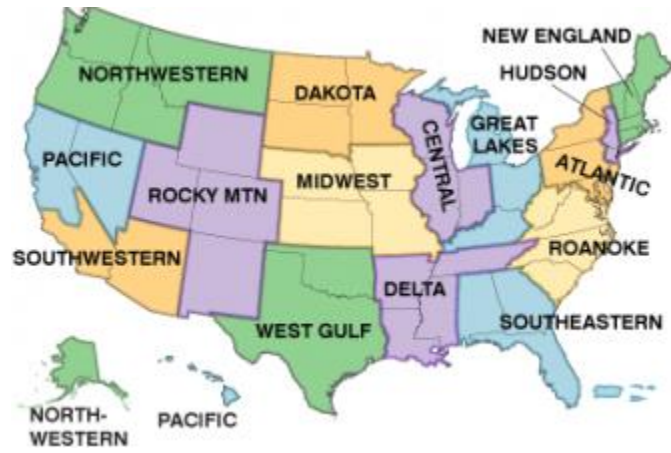 NEW ENGLAND
HUDSON
NORTHWESTERN
DAKOTA
GREAT
LAKES
CENTRAL
PACIFIC
ATLANTIC
MIDWEST
ROCKY MTN
ROANOKE
SOUTHWESTERN
DELTA
WEST GULF
SOUTHEASTERN
NORTH-
WESTERN
PACIFIC